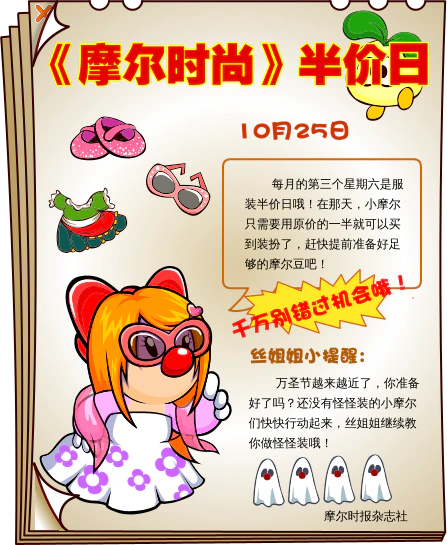 《摩尔时尚》半价日
10月25日
每月的第三个星期六是服
装半价日哦！在那天，小摩尔
只需要用原价的一半就可以买
到装扮了，赶快提前准备好足
够的摩尔豆吧！
千万别错过机会哦！
丝姐姐小提醒：
万圣节越来越近了，你准备
好了吗？还没有怪怪装的小摩尔
们快快行动起来，丝姐姐继续教
你做怪怪装哦！
摩尔时报杂志社